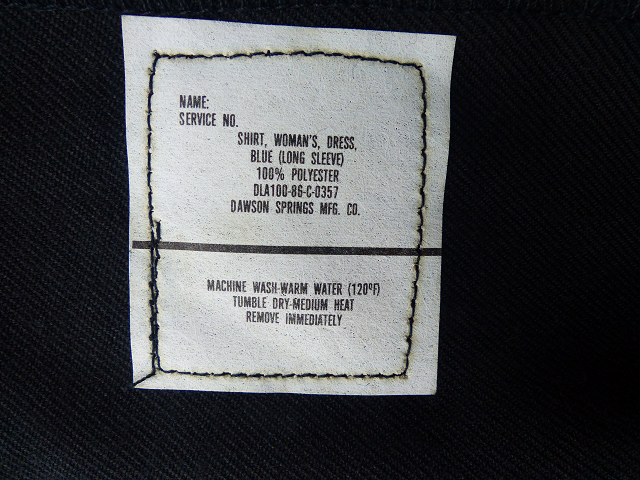 NAME:
SERVICE NO.
SHIRT, WOMAN'S, DRESS,
BLUE (LONG SLEEVE)
100% POLYESTER
DLA100-86-C-0357
DAWSON SPRINGS MFG. CO.
MACHINE WASH-WARM WATER (120ºF)
TUMBLE DRY-MEDIUM HEAT
REMOVE IMMEDIATELY